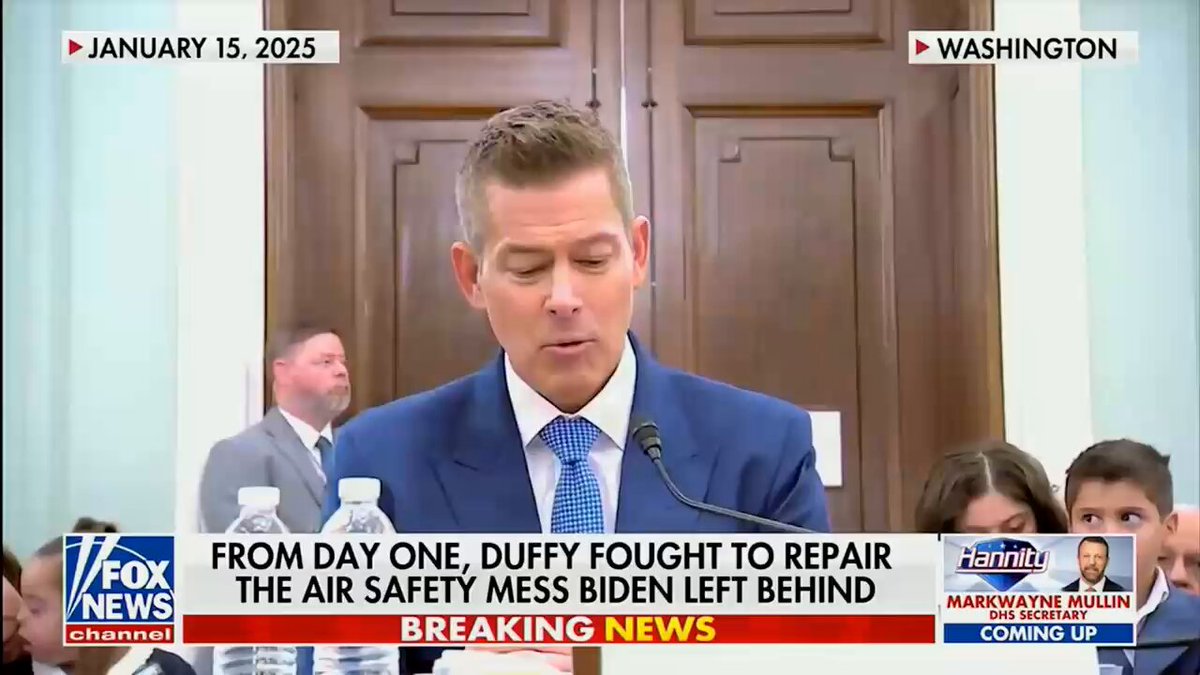 JANUARY 15, 2025
WASHINGTON
FROM DAY ONE, DUFFY FOUGHT TO REPAIR
THE AIR SAFETY MESS BIDEN LEFT BEHIND
FOX
NEWS
channel
BREAKING NEWS
Hannity
MARKWAYNE MULLIN
DHS SECRETARY
COMING UP